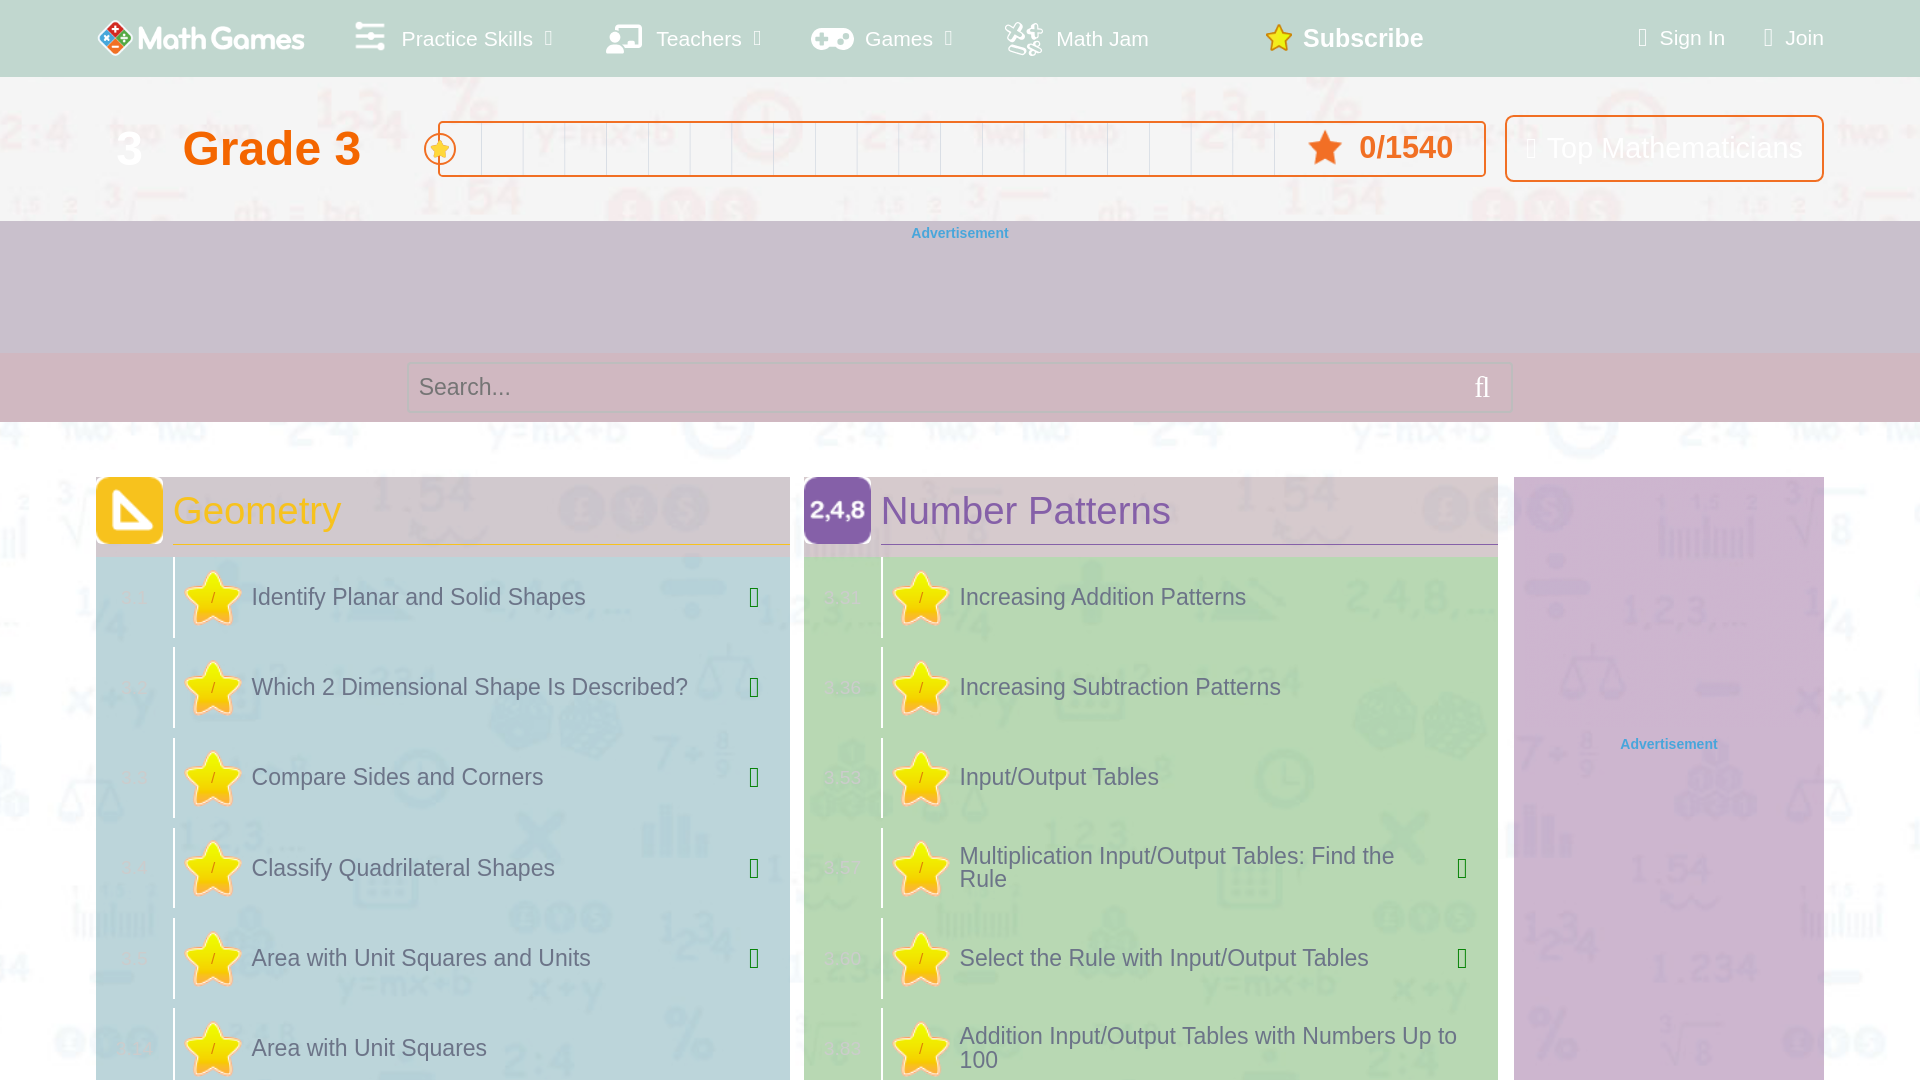 Math Games
Practice Skills
Teachers
Games
Math Jam
Subscribe
Sign In
Join
3
Grade 3
0/1540
Top Mathematicians
Advertisement
Search...
Geometry
Identify Planar and Solid Shapes
Which 2 Dimensional Shape Is Described?
Compare Sides and Corners
Classify Quadrilateral Shapes
Area with Unit Squares and Units
Area with Unit Squares
2,4,8
Number Patterns
Increasing Addition Patterns
Increasing Subtraction Patterns
Input/Output Tables
Multiplication Input/Output Tables: Find the
Rule
Select the Rule with Input/Output Tables
Addition Input/Output Tables with Numbers Up to
100
Advertisement